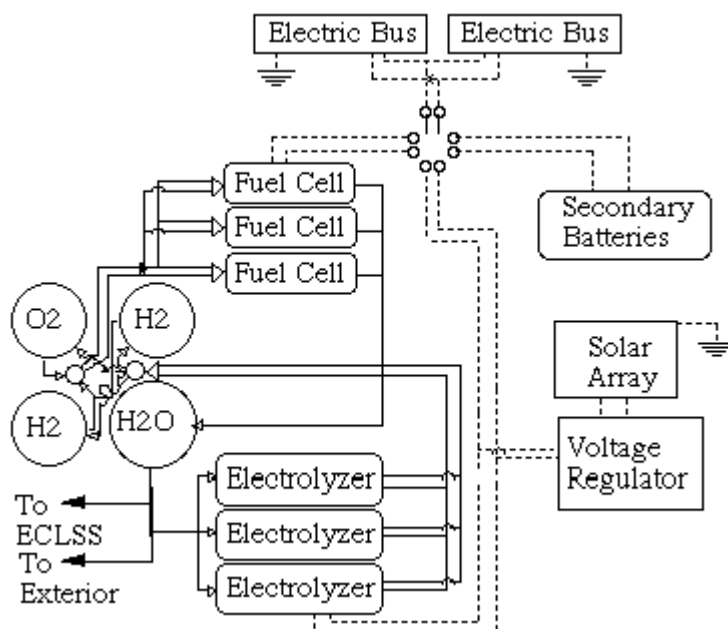 Electric Bus
Electric Bus
Fuel Cell
Fuel Cell
Fuel Cell
Secondary
Batteries
O2
H2
Solar
Array
H2
H2O
Voltage
Regulator
Electrolyzer
Electrolyzer
Electrolyzer
To
ECLSS
To
Exterior